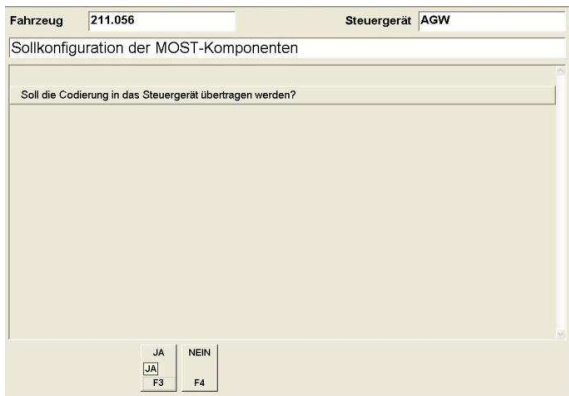 Fahrzeug 211.056 Steuergerät AGW
Sollkonfiguration der MOST-Komponenten
Soll die Codierung in das Steuergerät übertragen werden?
JA NEIN
JA
F3 F4